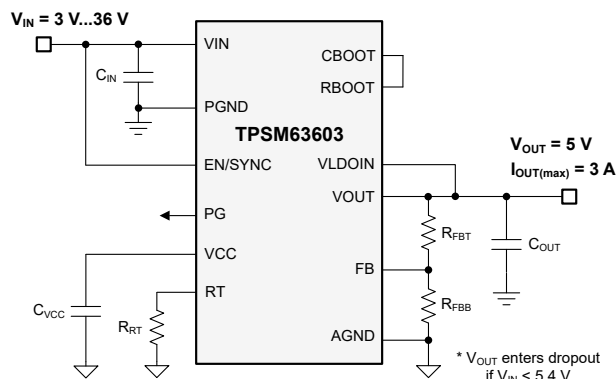 V_IN = 3 V...36 V
VIN
C_IN
PGND
TPSM63603
EN/SYNC
PG
VCC
C_VCC
RT
R_RT
CBOOT
RBOOT
VLDOIN
VOUT
FB
AGND
V_OUT = 5 V
I_OUT(max) = 3 A
R_FBT
C_OUT
R_FBB
* V_OUT enters dropout
if V_IN < 5.4 V